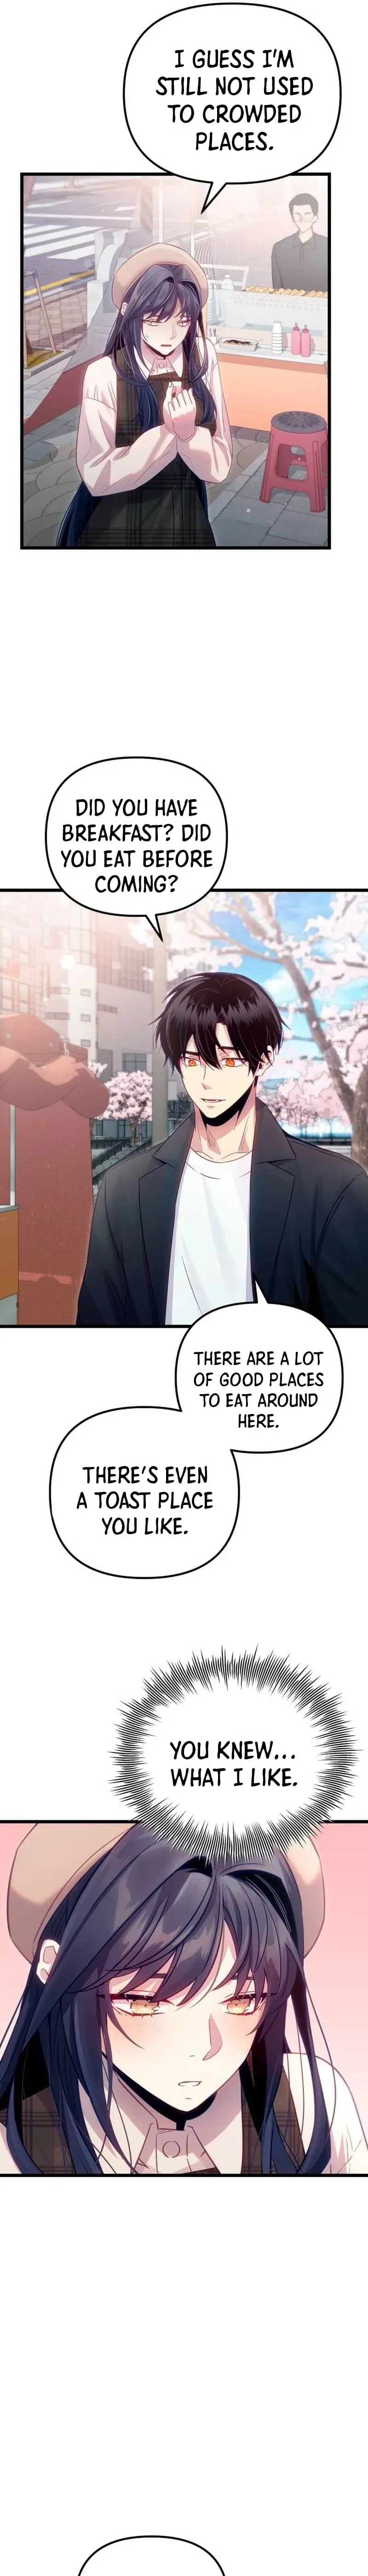 I GUESS I'M
STILL NOT USED
TO CROWDED
PLACES.
DID YOU HAVE
BREAKFAST? DID
YOU EAT BEFORE
COMING?
THERE ARE A LOT
OF GOOD PLACES
TO EAT AROUND
HERE.
THERE'S EVEN
A TOAST PLACE
YOU LIKE.
YOU KNEW...
WHAT I LIKE.